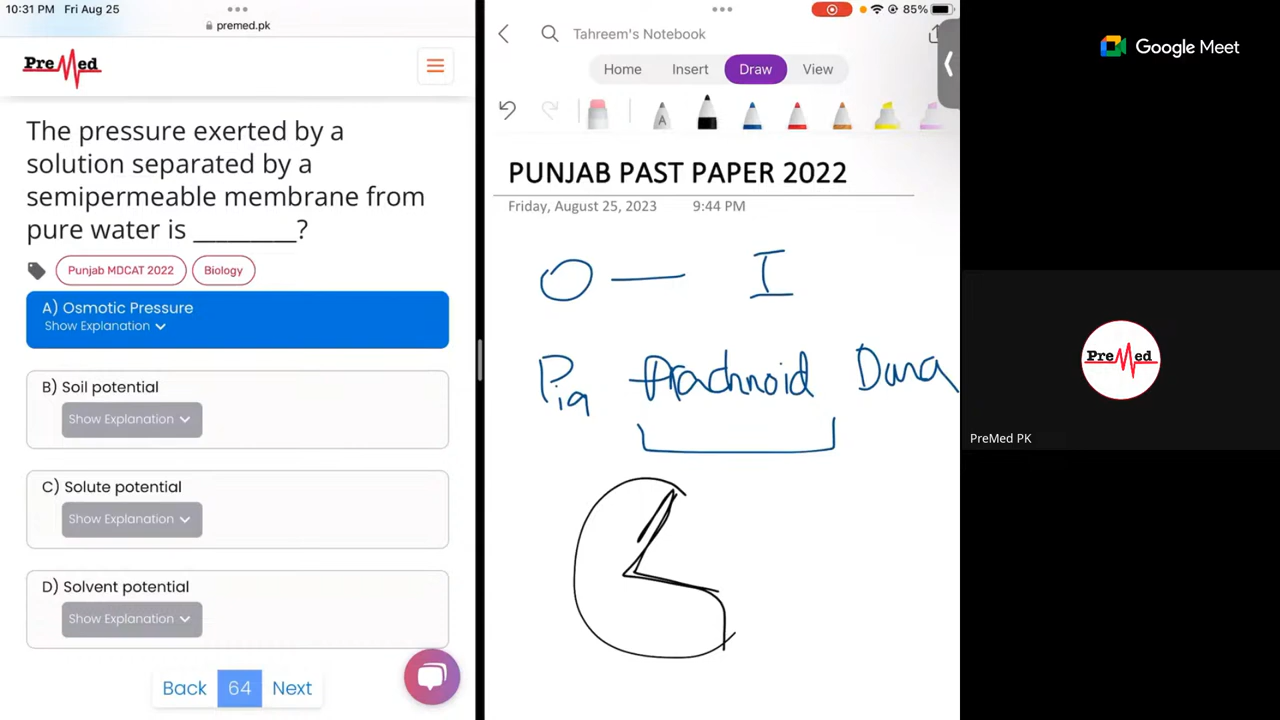 10:31 PM Fri Aug 25
premed.pk
PreMed
The pressure exerted by a
solution separated by a
semipermeable membrane from
pure water is _________?
Punjab MDCAT 2022
Biology
A) Osmotic Pressure
Show Explanation
B) Soil potential
Show Explanation
C) Solute potential
Show Explanation
D) Solvent potential
Show Explanation
Back 64 Next
85%
Tahreem's Notebook
Home Insert Draw View
A
PUNJAB PAST PAPER 2022
Friday, August 25, 2023 9:44 PM
O — I
Pia Arachnoid Dura
Google Meet
PreMed
PreMed PK